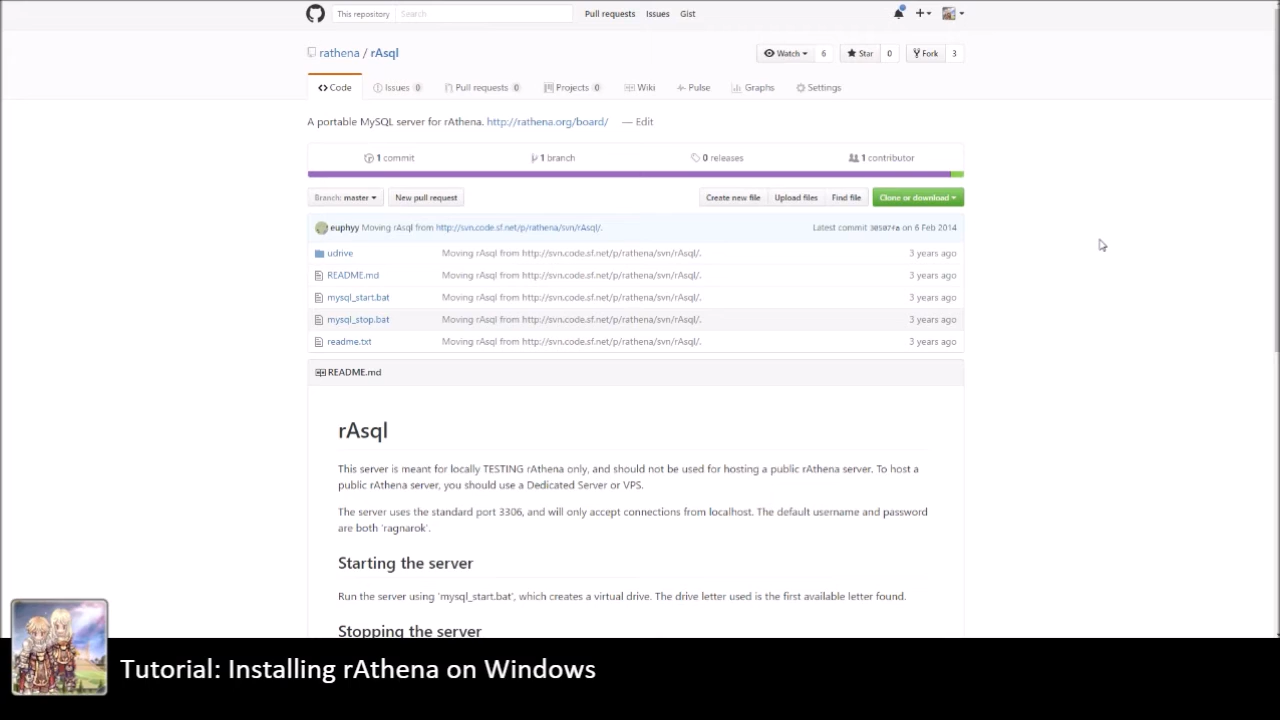 This repository Search Pull requests Issues Gist
rathena / rAsql Watch 6 Star 0 Fork 3
Code Issues 0 Pull requests 0 Projects 0 Wiki Pulse Graphs Settings
A portable MySQL server for rAthena. http://rathena.org/board/ — Edit
1 commit 1 branch 0 releases 1 contributor
Branch: master New pull request Create new file Upload files Find file Clone or download
euphyy Moving rAsql from http://svn.code.sf.net/p/rathena/svn/rAsql/. Latest commit on 6 Feb 2014
udrive Moving rAsql from http://svn.code.sf.net/p/rathena/svn/rAsql/. 3 years ago
README.md Moving rAsql from http://svn.code.sf.net/p/rathena/svn/rAsql/. 3 years ago
mysql_start.bat Moving rAsql from http://svn.code.sf.net/p/rathena/svn/rAsql/. 3 years ago
mysql_stop.bat Moving rAsql from http://svn.code.sf.net/p/rathena/svn/rAsql/. 3 years ago
readme.txt Moving rAsql from http://svn.code.sf.net/p/rathena/svn/rAsql/. 3 years ago
README.md
rAsql
This server is meant for locally TESTING rAthena only, and should not be used for hosting a public rAthena server. To host a
public rAthena server, you should use a Dedicated Server or VPS.
The server uses the standard port 3306, and will only accept connections from localhost. The default username and password
are both 'ragnarok'.
Starting the server
Run the server using 'mysql_start.bat', which creates a virtual drive. The drive letter used is the first available letter found.
Stopping the server
Tutorial: Installing rAthena on Windows